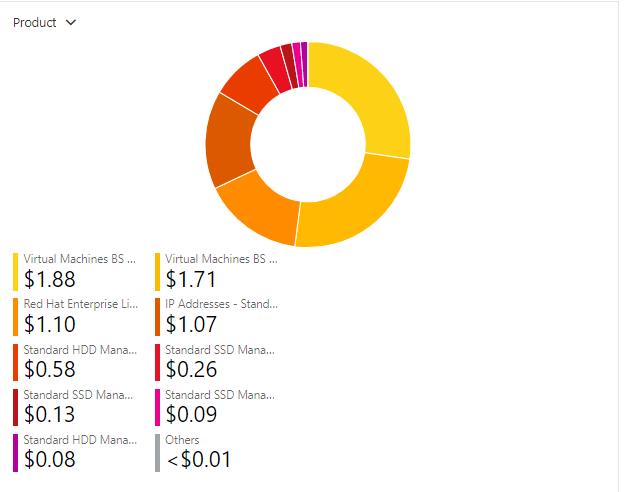 Product
Virtual Machines BS ...
Virtual Machines BS ...
$1.88
$1.71
Red Hat Enterprise Li...
IP Addresses - Stand...
$1.10
$1.07
Standard HDD Mana...
Standard SSD Mana...
$0.58
$0.26
Standard SSD Mana...
Standard SSD Mana...
$0.13
$0.09
Standard HDD Mana...
Others
$0.08
<$0.01